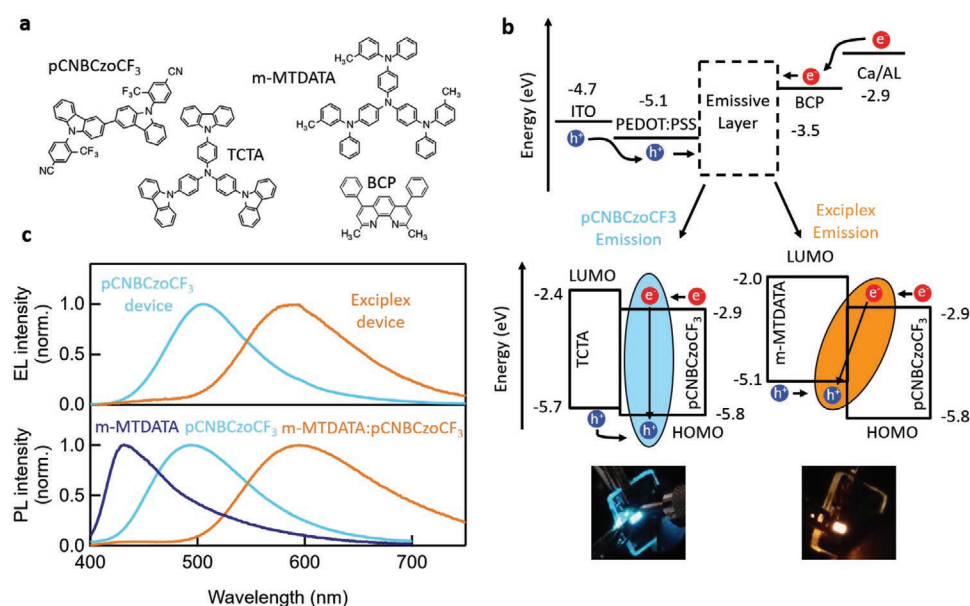 a
pCNBCzoCF3
CN
F3C
N
N
CF3
CN
N
TCTA
N
N
N
m-MTDATA
H3C
N
N
H3C
N
N
CH3
BCP
N
N
CH3
CH3
b
Energy (eV)
-4.7
ITO
-5.1
PEDOT:PSS
h+
h+
Emissive
Layer
e-
e-
Ca/AL
-2.9
BCP
-3.5
pCNBCzoCF3
Emission
Exciplex
Emission
Energy (eV)
LUMO
-2.4
TCTA
-5.7
h+
e-
e-
h+
-2.9
pCNBCzoCF3
-5.8
HOMO
LUMO
-2.0
m-MTDATA
-5.1
h+
h+
e-
e-
-2.9
pCNBCzoCF3
-5.8
HOMO
c
EL intensity
(norm.)
1.0
0.5
0.0
pCNBCzoCF3
device
Exciplex
device
PL intensity
(norm.)
1.0
0.5
0.0
m-MTDATA pCNBCzoCF3 m-MTDATA:pCNBCzoCF3
400 500 600 700
Wavelength (nm)